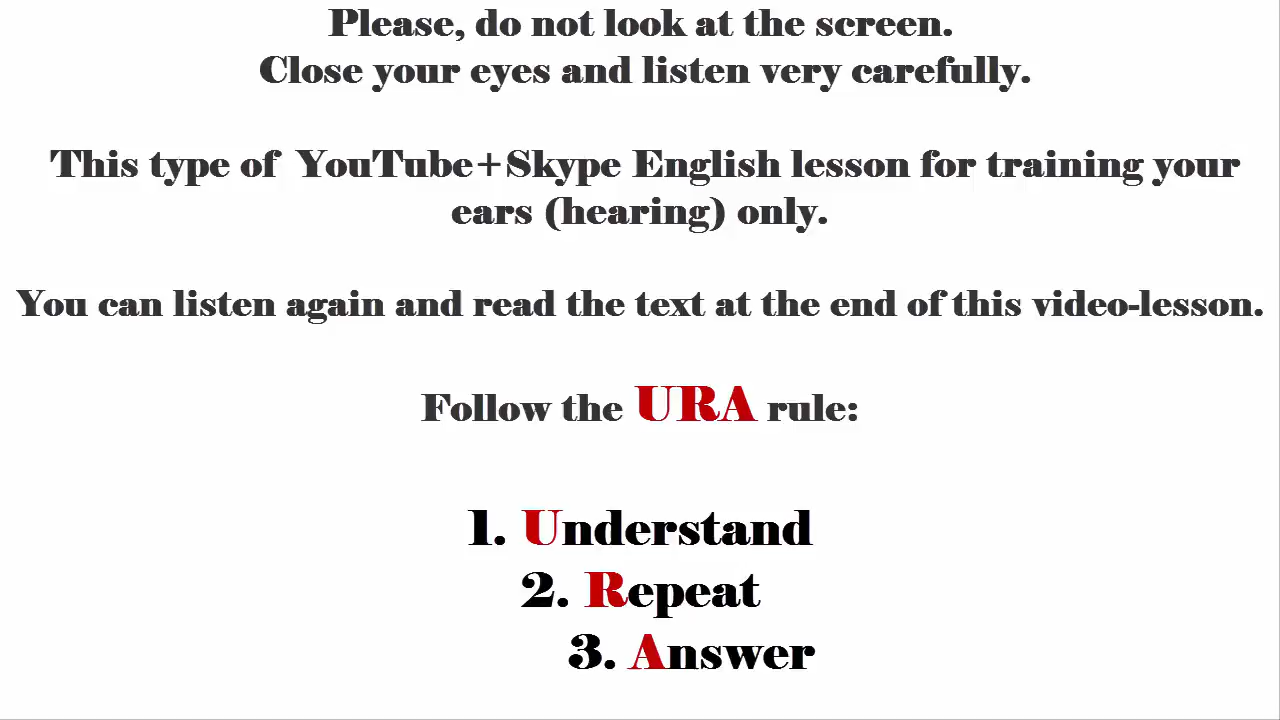 Please, do not look at the screen.
Close your eyes and listen very carefully.
This type of YouTube+Skype English lesson for training your
ears (hearing) only.
You can listen again and read the text at the end of this video-lesson.
Follow the URA rule:
1. Understand
2. Repeat
3. Answer